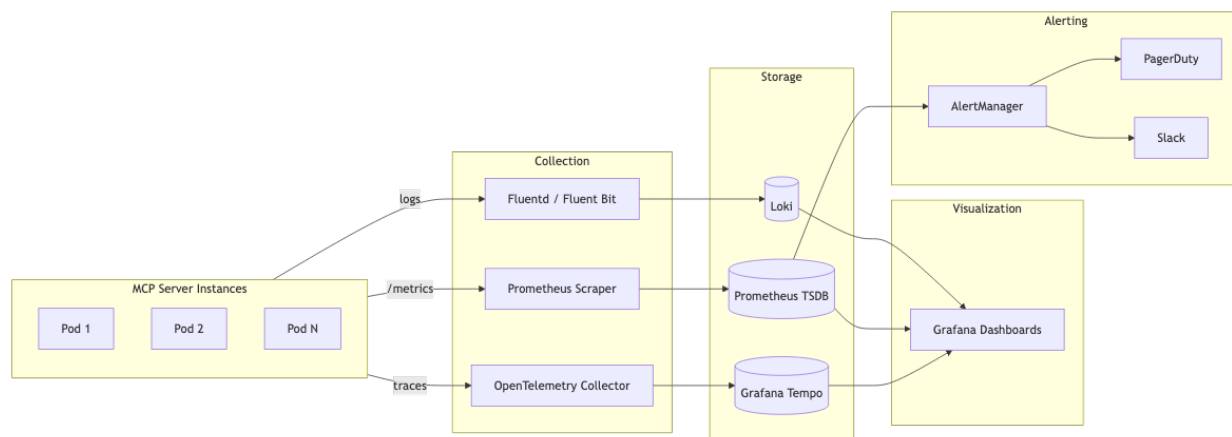 Alerting
PagerDuty
AlertManager
Slack
Storage
Loki
Prometheus TSDB
Grafana Tempo
Collection
Fluentd / Fluent Bit
Prometheus Scraper
OpenTelemetry Collector
Visualization
Grafana Dashboards
logs
/metrics
traces
MCP Server Instances
Pod 1
Pod 2
Pod N